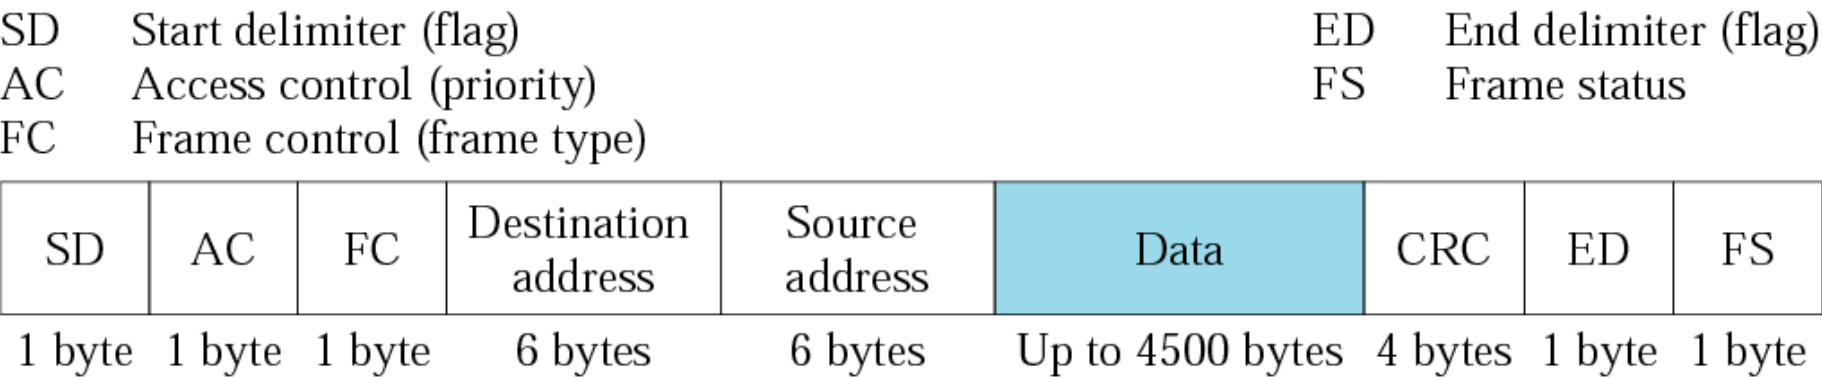 SD Start delimiter (flag) ED End delimiter (flag)
AC Access control (priority) FS Frame status
FC Frame control (frame type)
SD AC FC Destination address Source address Data CRC ED FS
1 byte 1 byte 1 byte 6 bytes 6 bytes Up to 4500 bytes 4 bytes 1 byte 1 byte